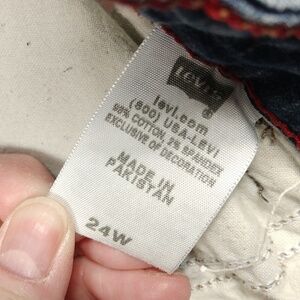 Levi's
®
levi.com
(800) USA-LEVI
98% COTTON, 2% SPANDEX
EXCLUSIVE OF DECORATION
MADE IN
PAKISTAN
24W